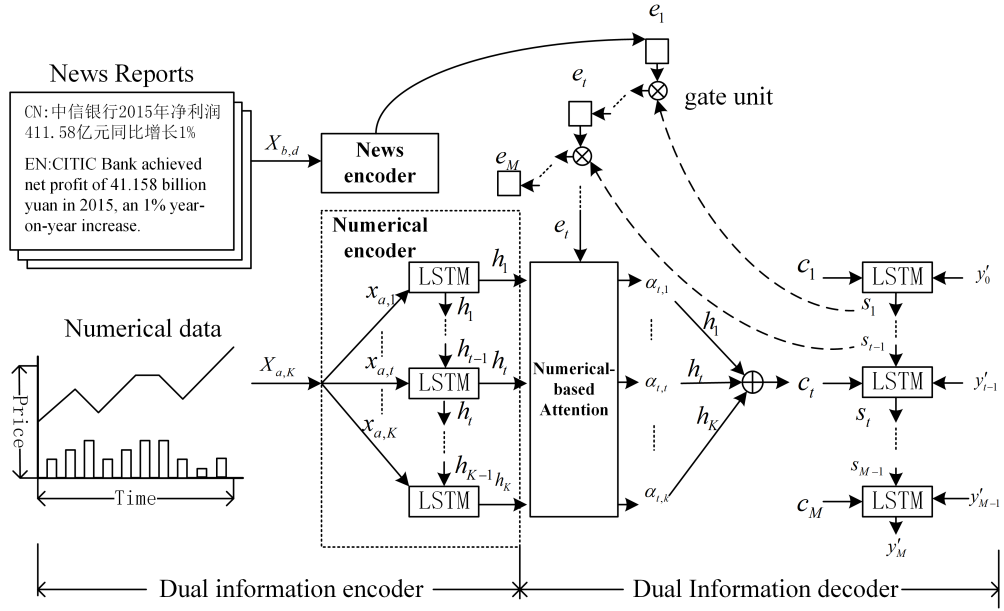 e_1
News Reports
e_t
gate unit
CN:中信银行2015年净利润
411.58亿元同比增长1%
X_{b,d}
News
encoder
EN:CITIC Bank achieved
net profit of 41.158 billion
yuan in 2015, an 1% year-
on-year increase.
e_M
Numerical
encoder
e_t
LSTM
h_1
x_{a,1}
h_1
α_{t,1}
h_1
c_1
LSTM
y'_0
s_1
Numerical data
x_{a,t}
h_{t-1}
h_t
s_{t-1}
X_{a,K}
LSTM
Numerical-
based
Attention
α_{t,t}
h_t
c_t
LSTM
y'_{t-1}
Price
x_{a,K}
h_t
h_K
s_t
h_{K-1}
h_K
s_{M-1}
LSTM
α_{t,k}
c_M
LSTM
y'_{M-1}
Time
y'_M
Dual information encoder
Dual Information decoder